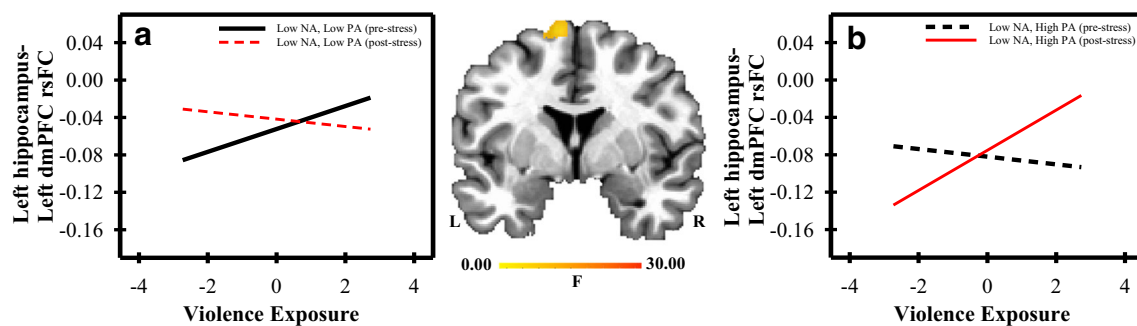 a
Low NA, Low PA (pre-stress)
Low NA, Low PA (post-stress)
Left hippocampus-
Left dmPFC rsFC
0.04
0.00
-0.04
-0.08
-0.12
-0.16
-4 -2 0 2 4
Violence Exposure
L R
0.00 30.00
F
b
Low NA, High PA (pre-stress)
Low NA, High PA (post-stress)
Left hippocampus-
Left dmPFC rsFC
0.04
0.00
-0.04
-0.08
-0.12
-0.16
-4 -2 0 2 4
Violence Exposure